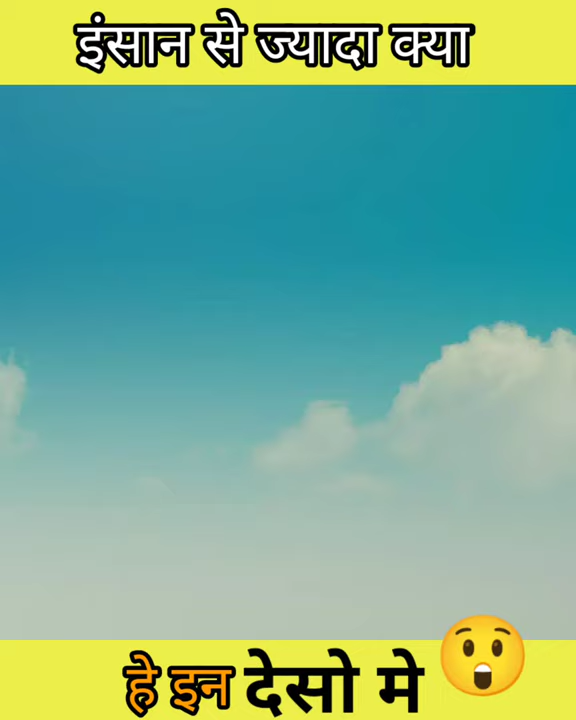 इंसान से ज्यादा क्या
हे इन देसो मे